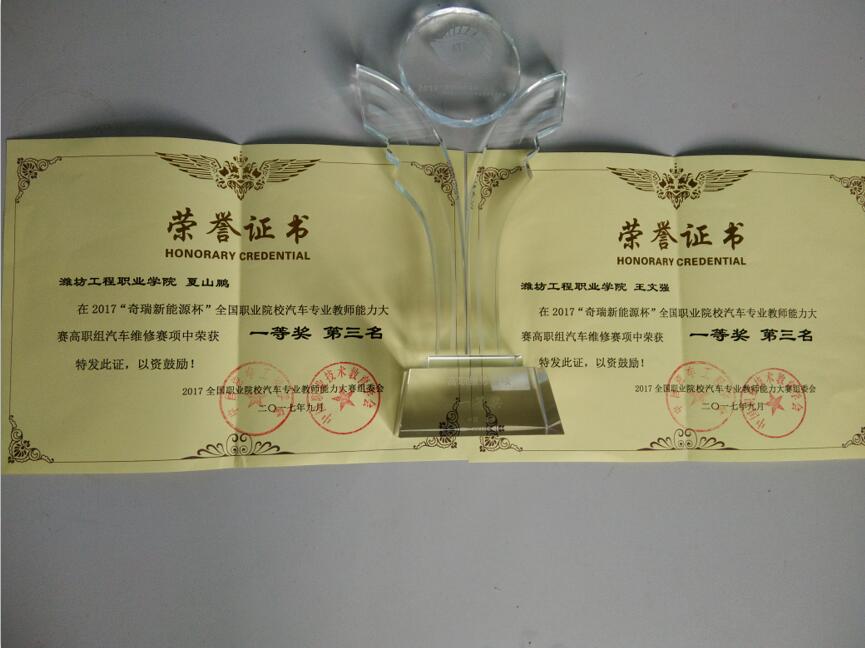 荣誉证书
HONORARY CREDENTIAL
潍坊工程职业学院 夏山鹏
在2017“奇瑞新能源杯”全国职业院校汽车专业教师能力大
赛高职组汽车维修赛项中荣获 一等奖 第三名
特发此证，以资鼓励！
2017全国职业院校汽车专业教师能力大赛组委会
二〇一七年九月
荣誉证书
HONORARY CREDENTIAL
潍坊工程职业学院 王文强
在2017“奇瑞新能源杯”全国职业院校汽车专业教师能力大
赛高职组汽车维修赛项中荣获 一等奖 第三名
特发此证，以资鼓励！
2017全国职业院校汽车专业教师能力大赛组委会
二〇一七年九月